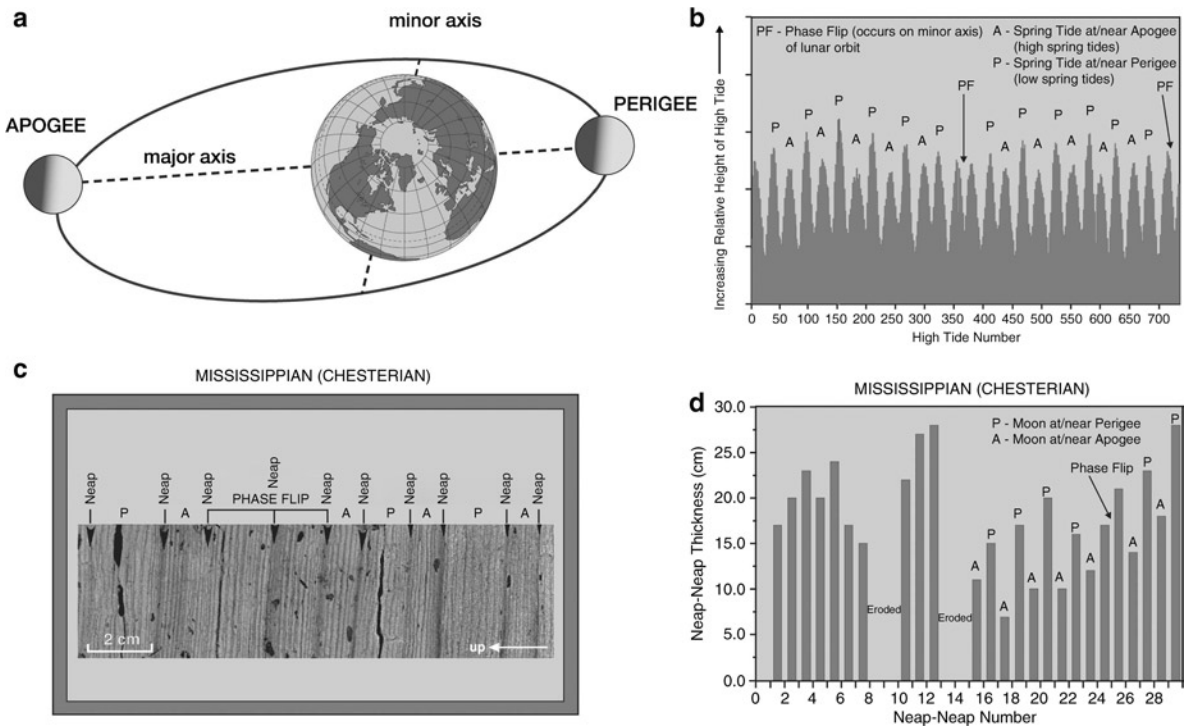 a
minor axis
APOGEE
PERIGEE
major axis
b
PF - Phase Flip (occurs on minor axis)
of lunar orbit
A - Spring Tide at/near Apogee
(high spring tides)
P - Spring Tide at/near Perigee
(low spring tides)
PF
PF
P A P A P P A P A P A P P A P A P A P A P A P
Increasing Relative Height of High Tide
0 50 100 150 200 250 300 350 400 450 500 550 600 650 700
High Tide Number
c
MISSISSIPPIAN (CHESTERIAN)
Neap Neap Neap Neap Neap Neap Neap Neap Neap Neap
PHASE FLIP
P A A P A P A
2 cm
up
d
MISSISSIPPIAN (CHESTERIAN)
30.0
25.0
20.0
15.0
10.0
5.0
0.0
Neap-Neap Thickness (cm)
P - Moon at/near Perigee
A - Moon at/near Apogee
Phase Flip
Eroded
Eroded
A P A P A P A P A A P A P
0 2 4 6 8 10 12 14 16 18 20 22 24 26 28
Neap-Neap Number